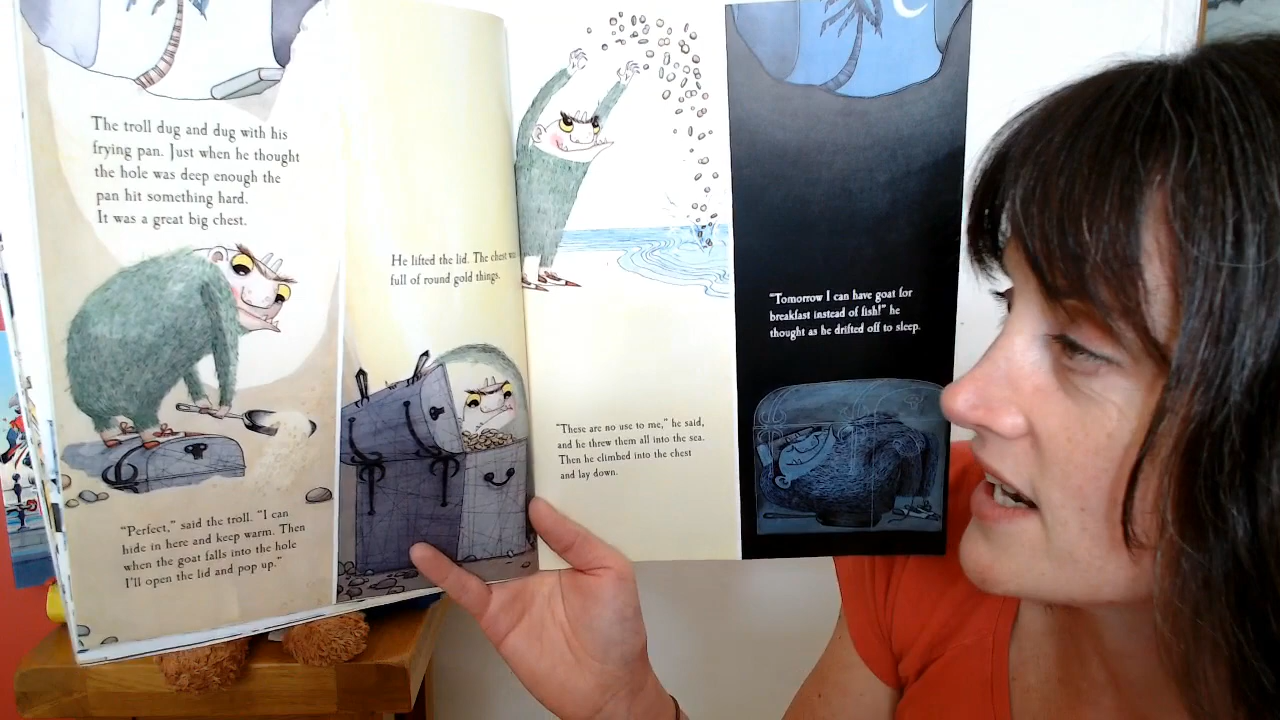 The troll dug and dug with his
frying pan. Just when he thought
the hole was deep enough the
pan hit something hard.
It was a great big chest.
"Perfect," said the troll. "I can
hide in here and keep warm. Then
when the goat falls into the hole
I'll open the lid and pop up."
He lifted the lid. The chest was
full of round gold things.
"These are no use to me," he said,
and he threw them all into the sea.
Then he climbed into the chest
and lay down.
"Tomorrow I can have goat for
breakfast instead of fish!" he
thought as he drifted off to sleep.